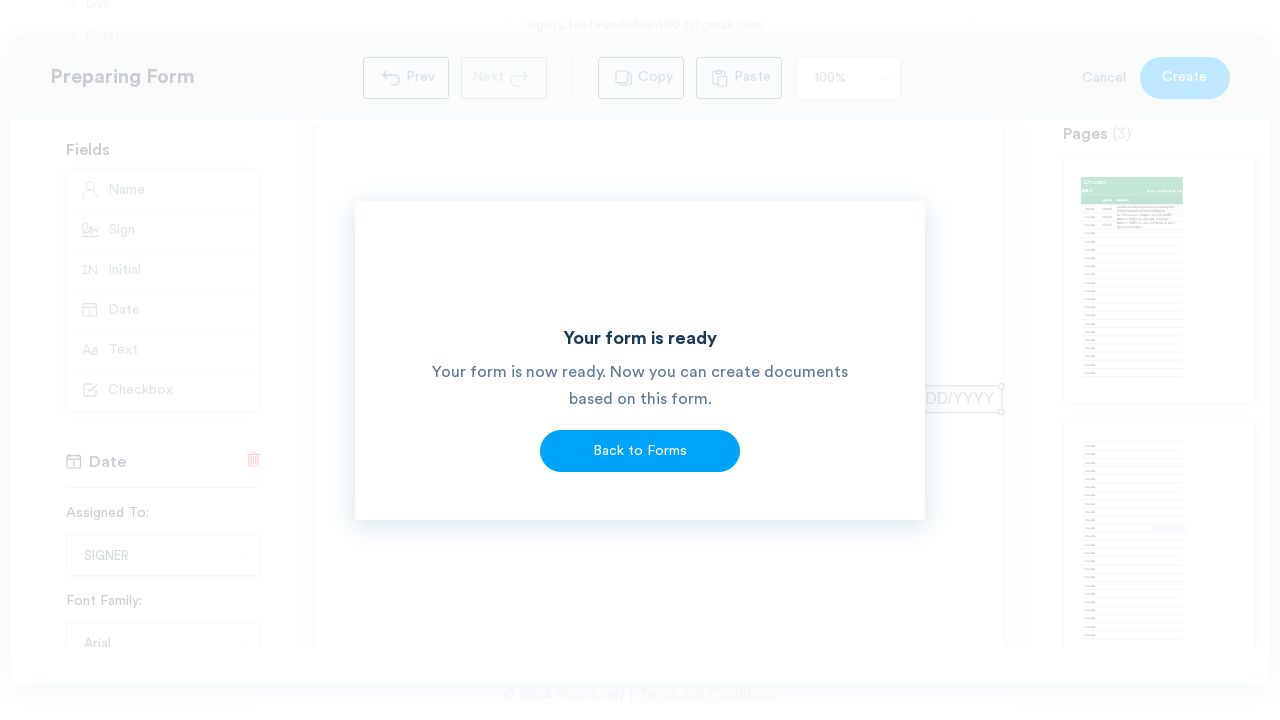 Live
Draft
sign.js.test+undefined003@gmail.com
Preparing Form
Prev
Next
Copy
Paste
100%
Cancel
Create
Fields
Name
Sign
IN Initial
Date
Text
Checkbox
Date
Assigned To:
SIGNER
Font Family:
Arial
Your form is ready
Your form is now ready. Now you can create documents
based on this form.
Back to Forms
DD/YYYY
Pages (3)
© 2024 Signaturely | Terms and Conditions